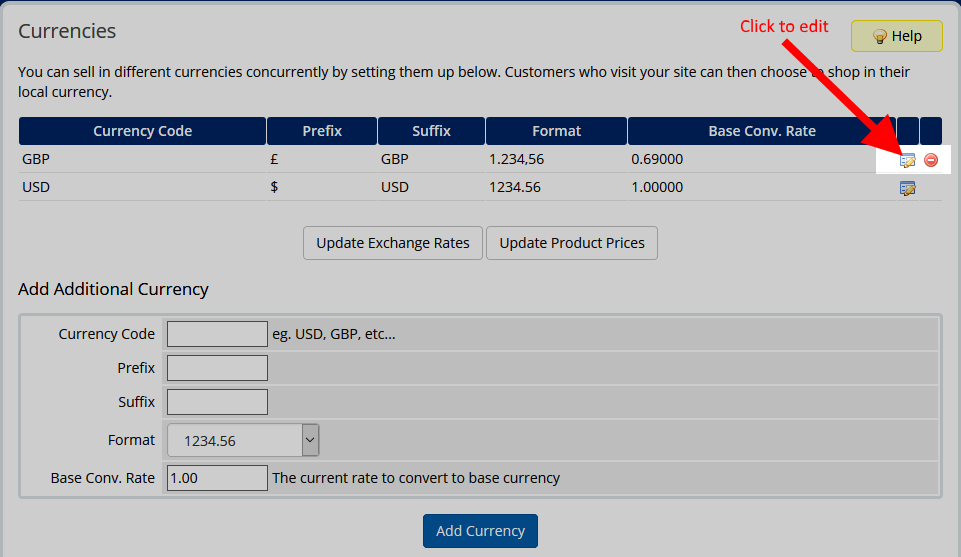 Currencies
Click to edit
Help
You can sell in different currencies concurrently by setting them up below. Customers who visit your site can then choose to shop in their
local currency.
Currency Code Prefix Suffix Format Base Conv. Rate
GBP £ GBP 1.234,56 0.69000
USD $ USD 1234.56 1.00000
Update Exchange Rates Update Product Prices
Add Additional Currency
Currency Code eg. USD, GBP, etc...
Prefix
Suffix
Format 1234.56
Base Conv. Rate 1.00 The current rate to convert to base currency
Add Currency